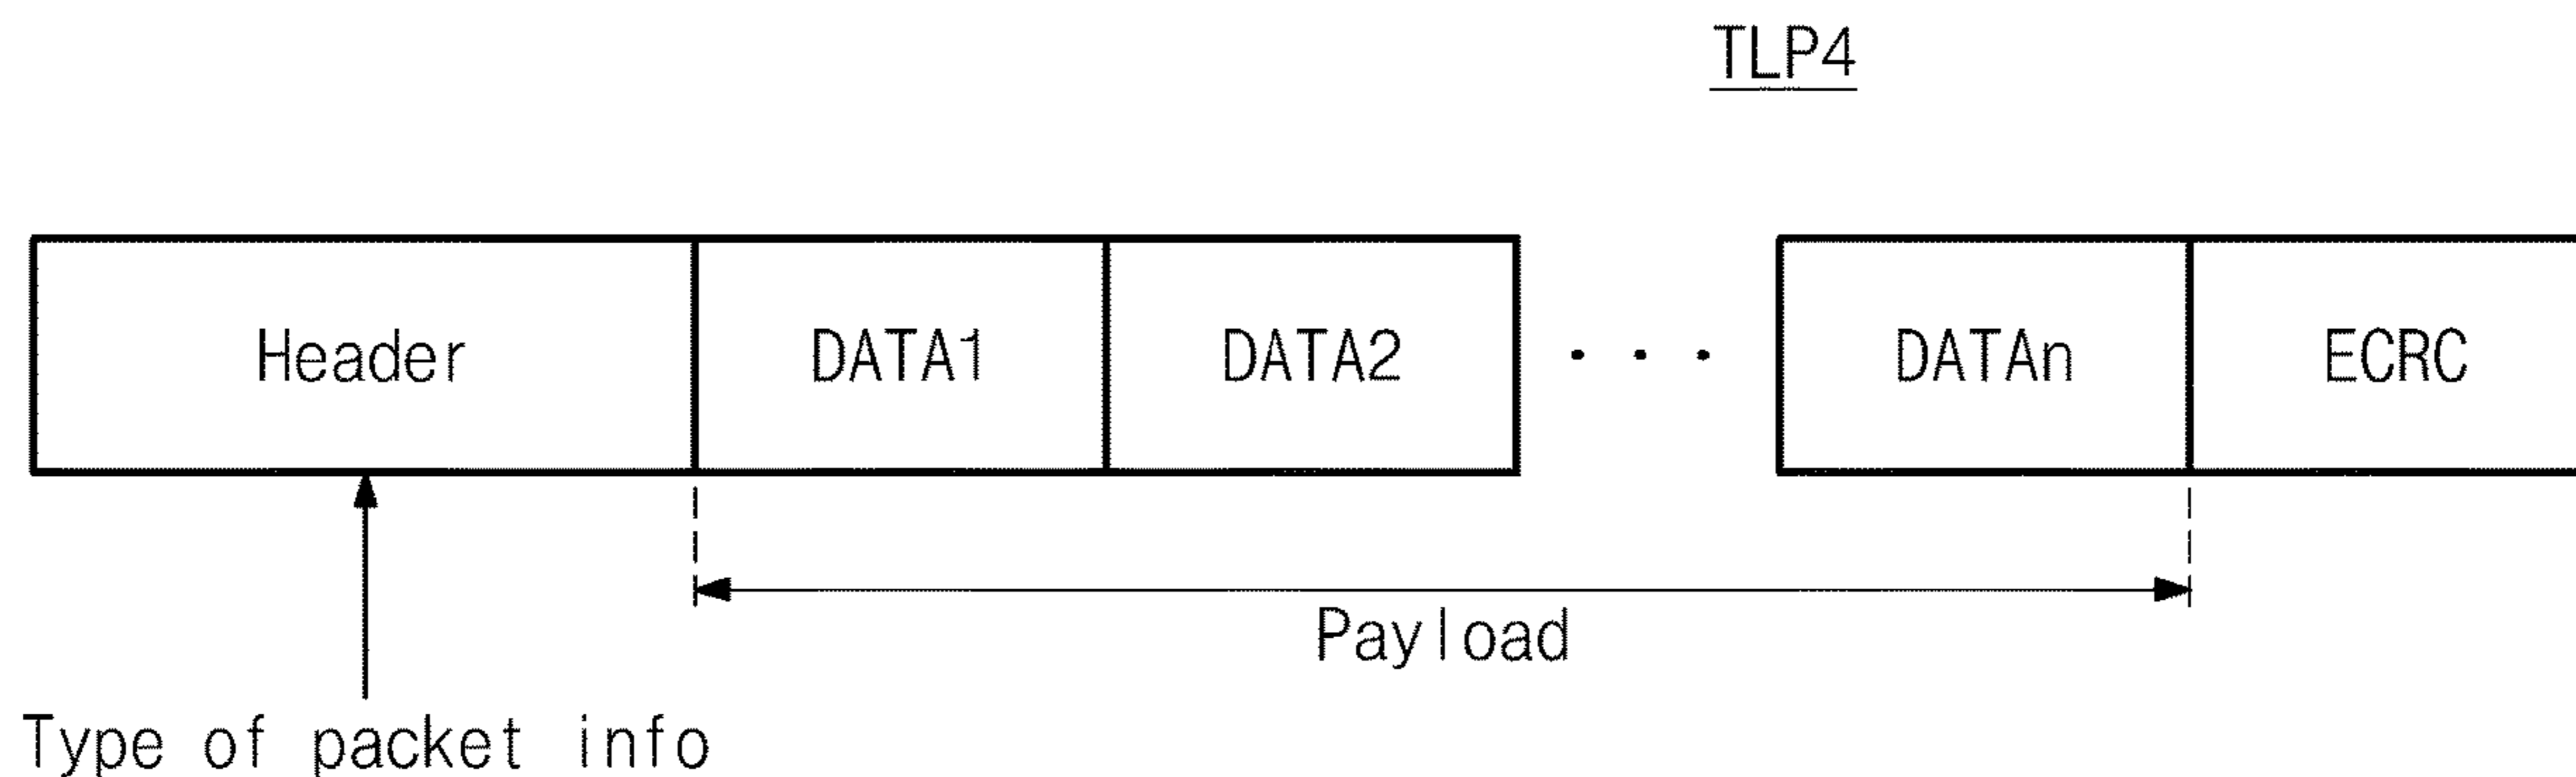 TLP4
Header DATA1 DATA2 · · · DATAn ECRC
Payload
Type of packet info